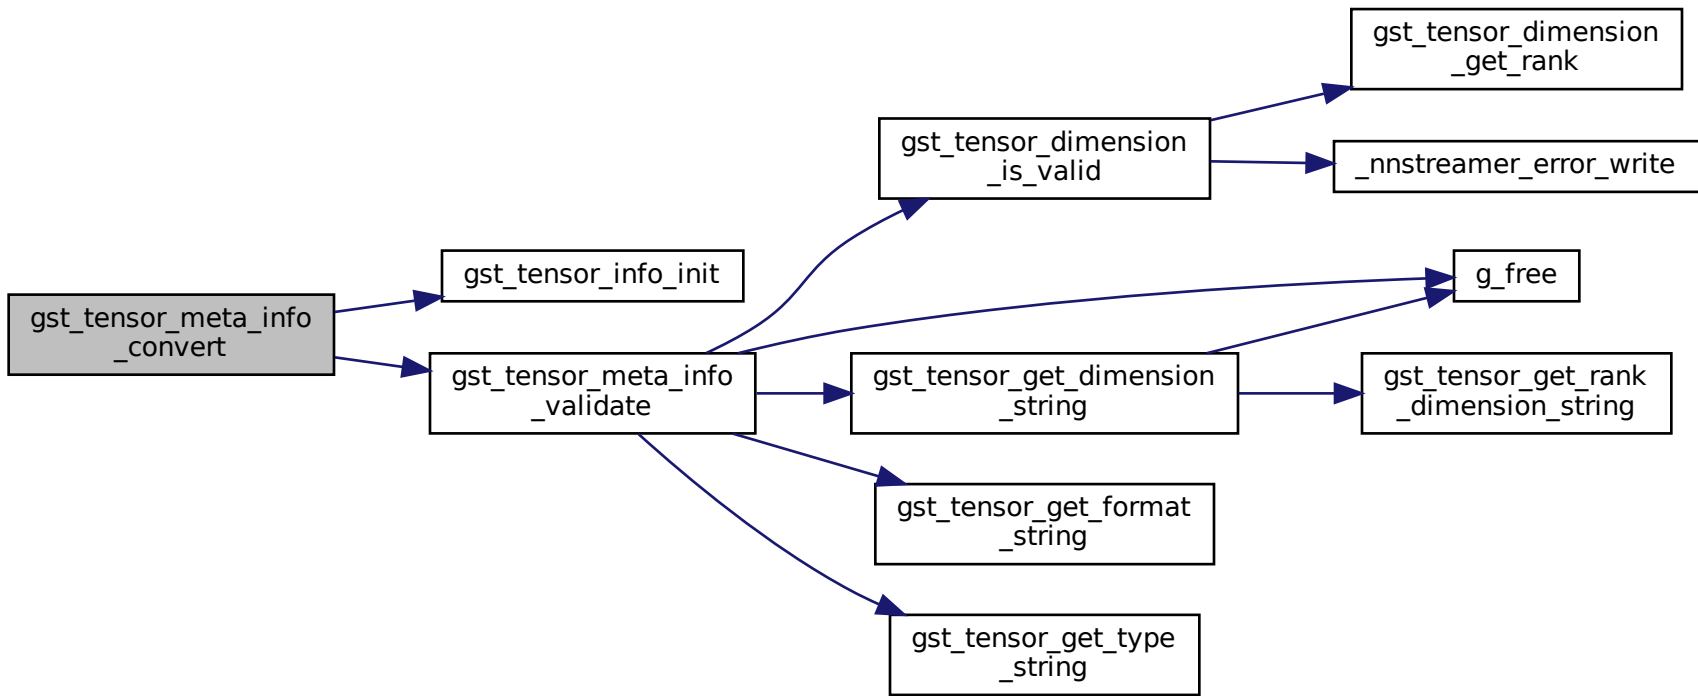 gst_tensor_meta_info
_convert
gst_tensor_info_init
gst_tensor_meta_info
_validate
gst_tensor_dimension
_is_valid
gst_tensor_get_dimension
_string
gst_tensor_get_format
_string
gst_tensor_get_type
_string
gst_tensor_dimension
_get_rank
_nnstreamer_error_write
g_free
gst_tensor_get_rank
_dimension_string